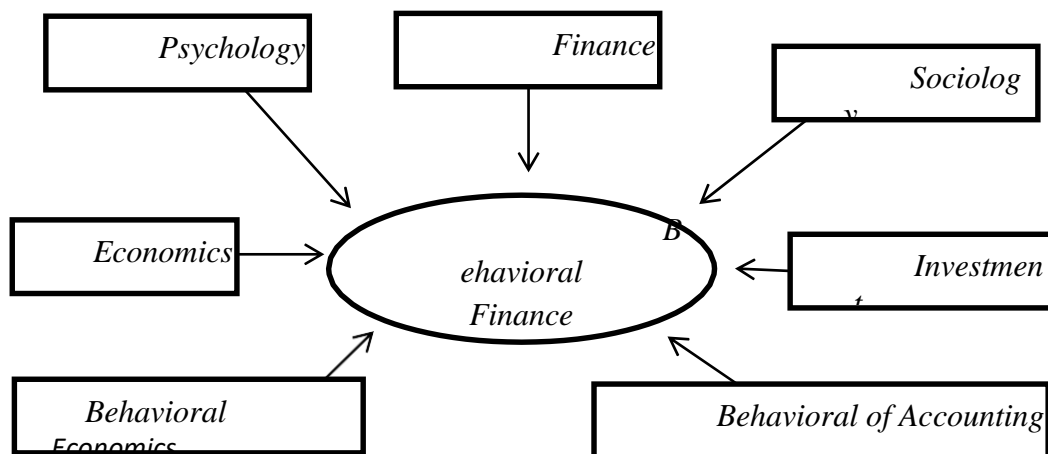 Psychology
Finance
Sociolog
y
Economics
B
ehavioral
Finance
Investmen
t
Behavioral
Economics
Behavioral of Accounting